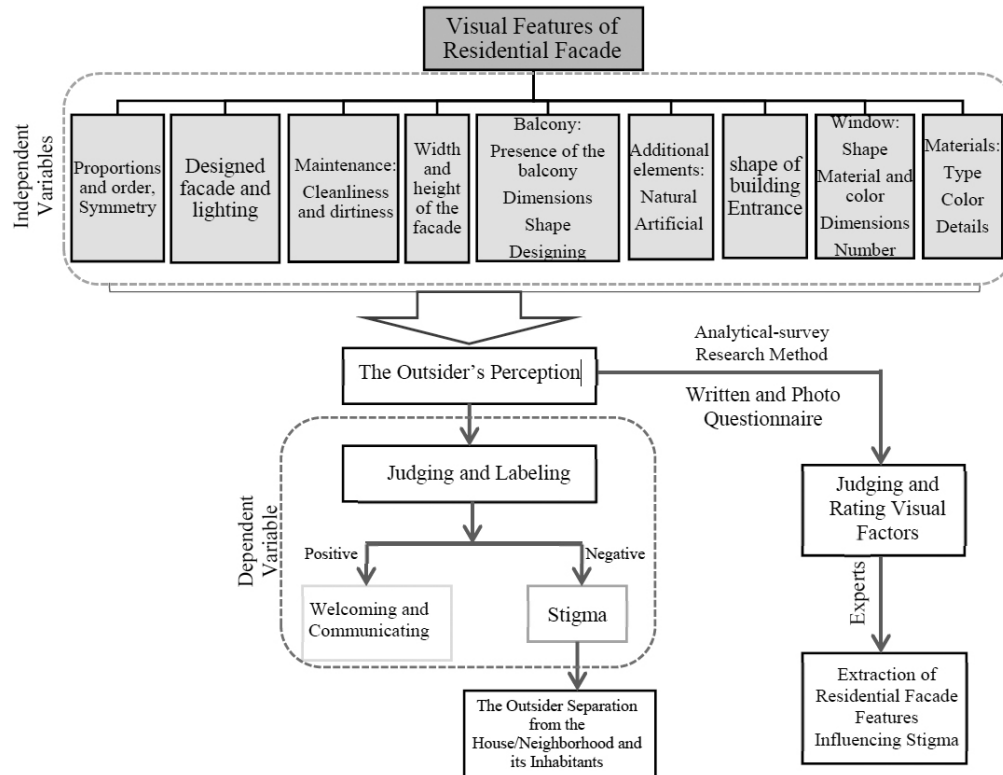 Visual Features of
Residential Facade
Independent
Variables
Proportions
and order,
Symmetry
Designed
facade and
lighting
Maintenance:
Cleanliness
and dirtiness
Width
and
height of
the
facade
Balcony:
Presence of the
balcony
Dimensions
Shape
Designing
Additional
elements:
Natural
Artificial
shape of
building
Entrance
Window:
Shape
Material and
color
Dimensions
Number
Materials:
Type
Color
Details
The Outsider's Perception
Analytical-survey
Research Method
Written and Photo
Questionnaire
Dependent
Variable
Judging and Labeling
Positive
Negative
Welcoming and
Communicating
Stigma
The Outsider Separation
from the
House/Neighborhood and
its Inhabitants
Judging and
Rating Visual
Factors
Experts
Extraction of
Residential Facade
Features
Influencing Stigma